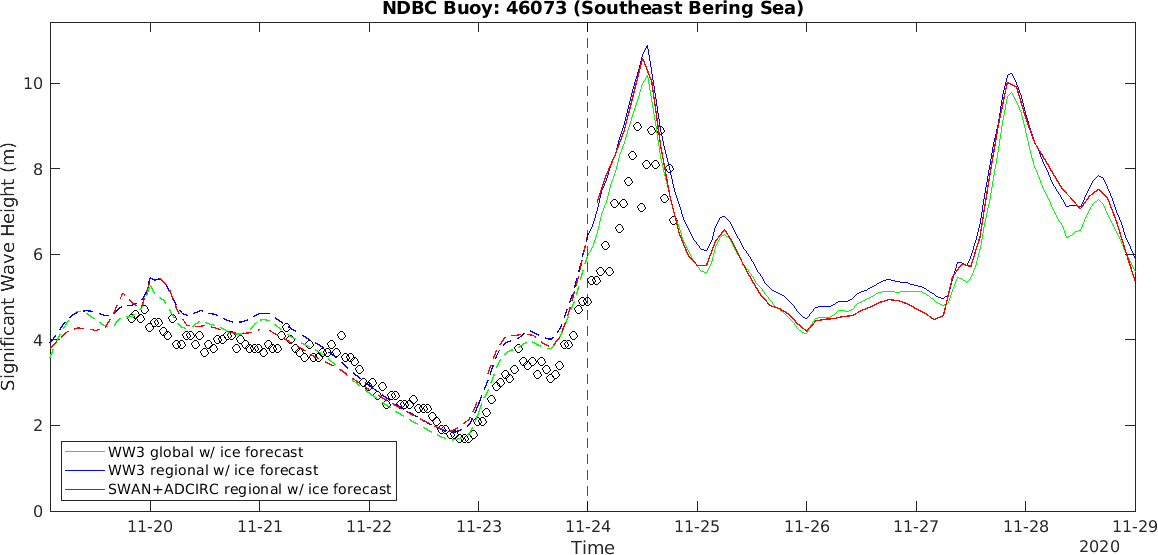 NDBC Buoy: 46073 (Southeast Bering Sea)
Significant Wave Height (m)
10
8
6
4
2
0
WW3 global w/ ice forecast
WW3 regional w/ ice forecast
SWAN+ADCIRC regional w/ ice forecast
11-20 11-21 11-22 11-23 11-24 11-25 11-26 11-27 11-28 11-29
Time
2020